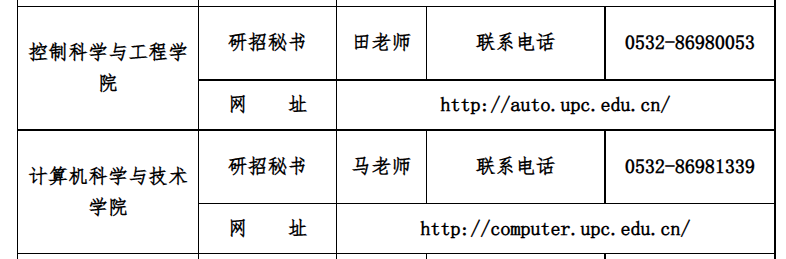 控制科学与工程学
院
研招秘书 田老师 联系电话 0532-86980053
网 址 http://auto.upc.edu.cn/
计算机科学与技术
学院
研招秘书 马老师 联系电话 0532-86981339
网 址 http://computer.upc.edu.cn/